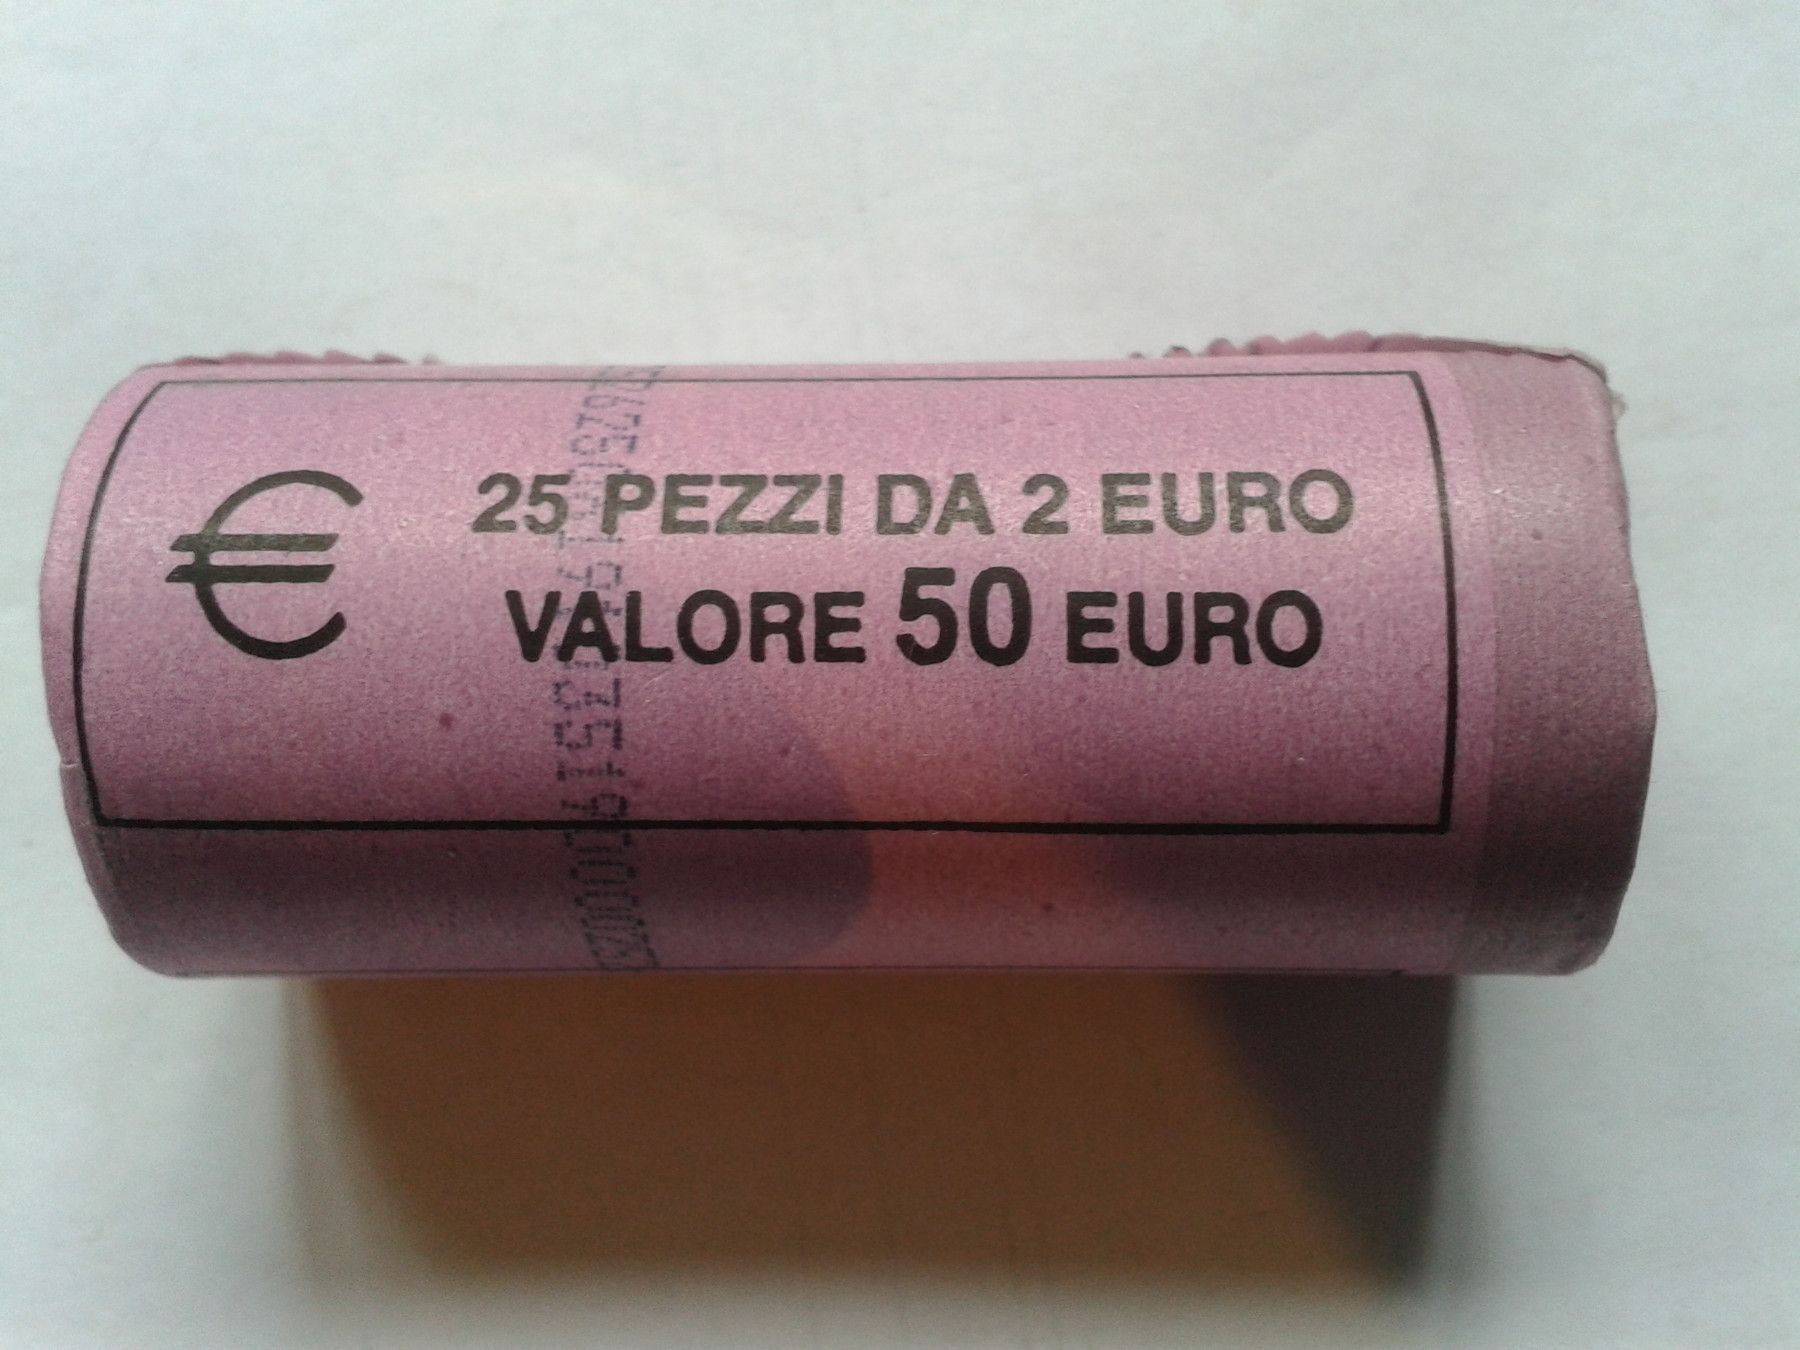 €
25 PEZZI DA 2 EURO
VALORE 50 EURO